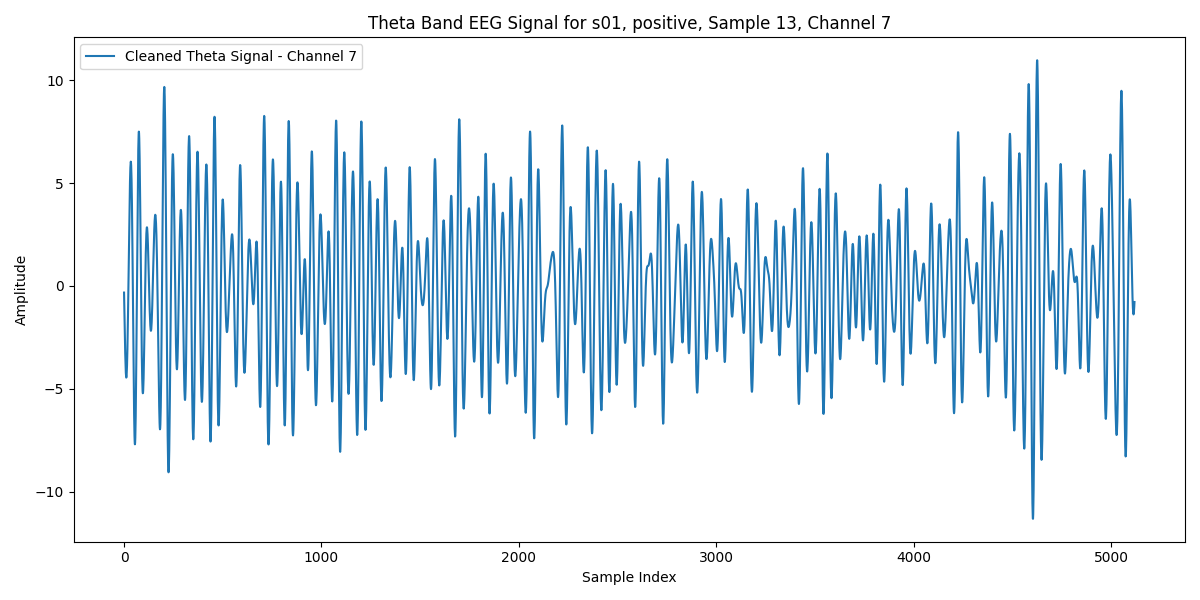 Theta Band EEG Signal for s01, positive, Sample 13, Channel 7
Cleaned Theta Signal - Channel 7
Amplitude
10
5
0
−5
−10
0 1000 2000 3000 4000 5000
Sample Index